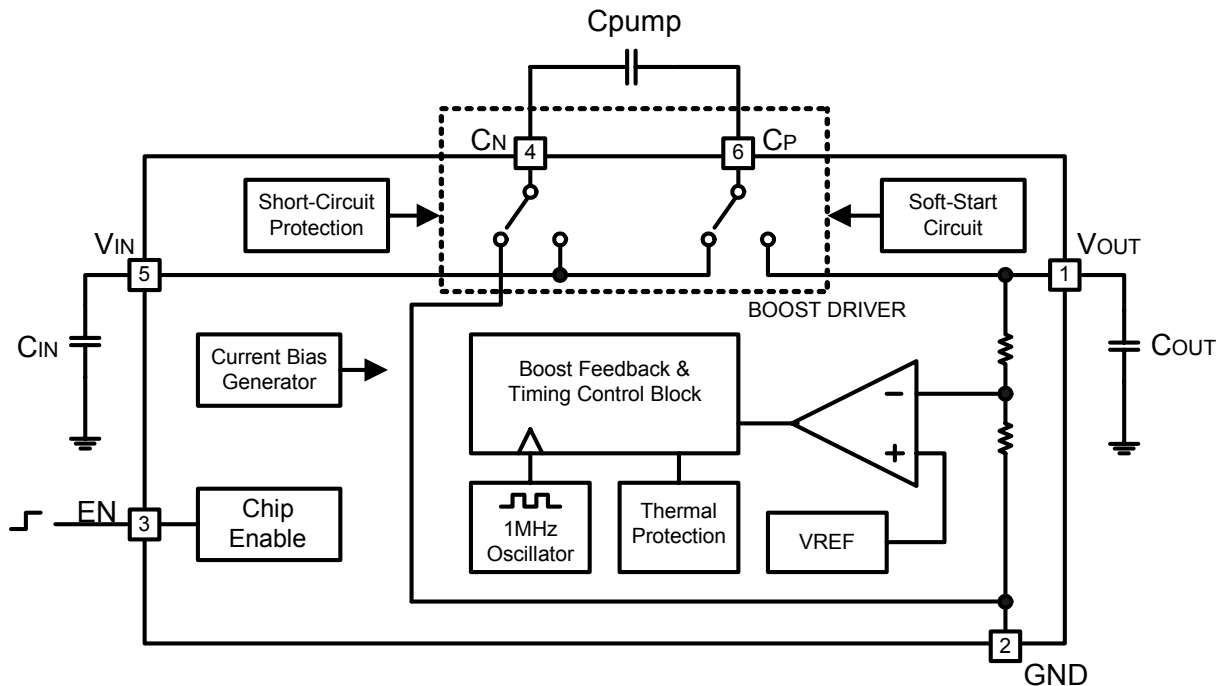 Cpump
CN
4
6
CP
Short-Circuit
Protection
Soft-Start
Circuit
VIN
5
VOUT
1
BOOST DRIVER
CIN
COUT
Current Bias
Generator
Boost Feedback &
Timing Control Block
−
+
EN
3
Chip
Enable
1MHz
Oscillator
Thermal
Protection
VREF
2
GND